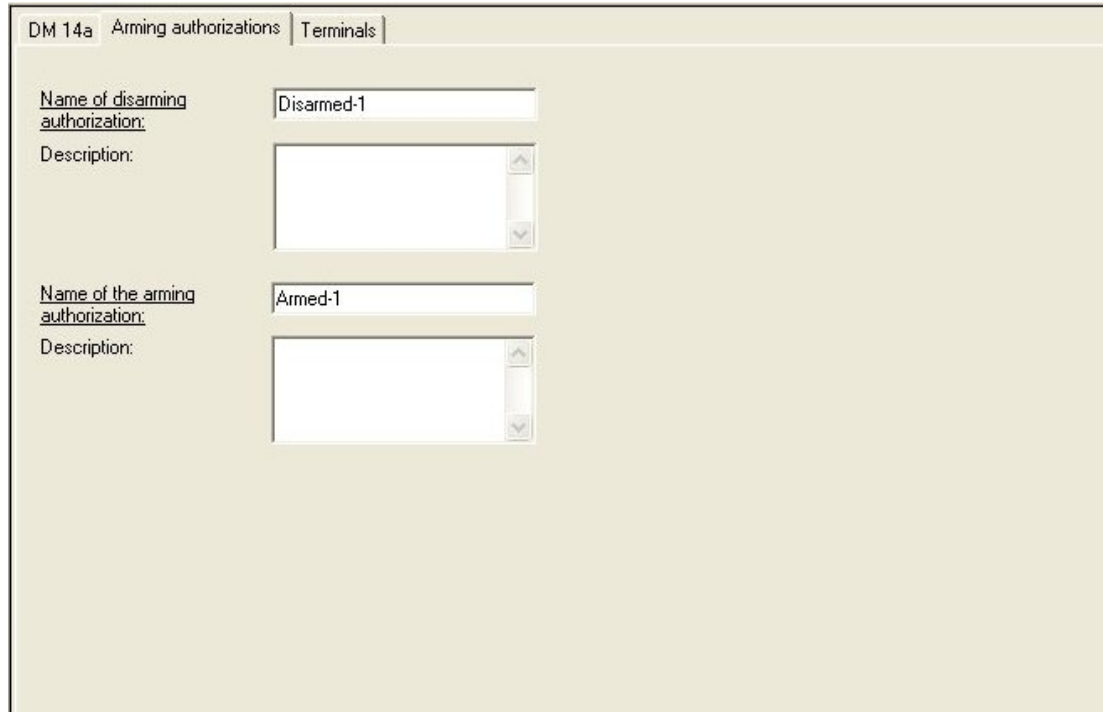 DM 14a Arming authorizations Terminals
Name of disarming Disarmed-1
authorization:
Description:
Name of the arming Armed-1
authorization:
Description: